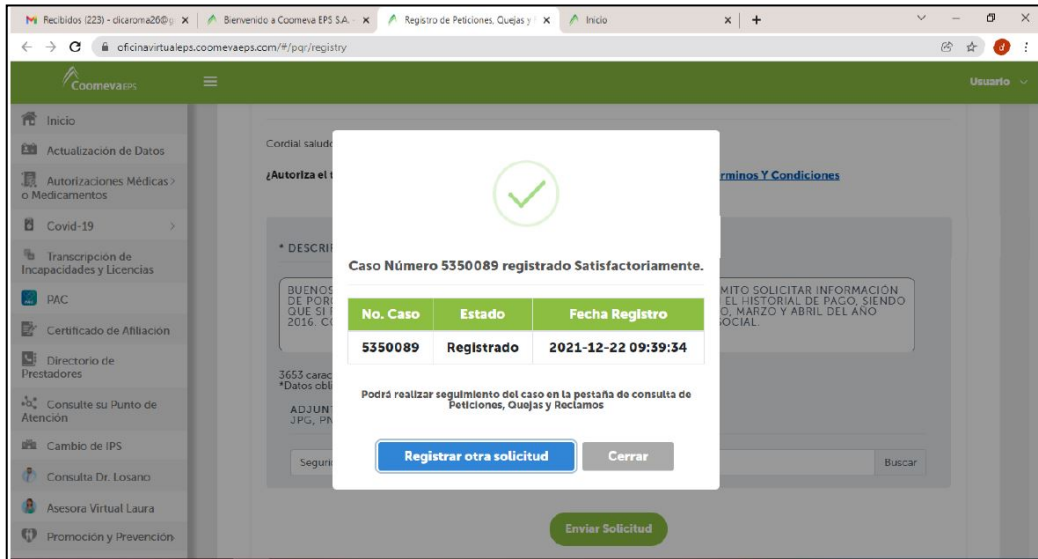 Recibidos (223) - clicaroma26@g
Bienvenido a Coomeva EPS S.A. -
Registro de Peticiones, Quejas y
Inicio
oficinavirtualeps.coomevaeps.com/#/pqr/registry
d
Coomeva EPS
Usuario
Inicio
Actualización de Datos
Autorizaciones Médicas
o Medicamentos
Covid-19
Transcripción de
Incapacidades y Licencias
PAC
Certificado de Afiliación
Directorio de
Prestadores
Consulte su Punto de
Atención
Cambio de IPS
Consulta Dr. Losano
Asesora Virtual Laura
Promoción y Prevención
Cordial saludo
¿Autoriza el t
rminos Y Condiciones
* DESCRI
BUENOS
MITO SOLICITAR INFORMACIÓN
DE POR
EL HISTORIAL DE PAGO, SIENDO
QUE SI
O, MARZO Y ABRIL DEL AÑO
2016. CO
OCIAL.
3653 carac
*Datos obli
ADJUNT
JPG, PN
Seguri
Buscar
Enviar Solicitud
Caso Número 5350089 registrado Satisfactoriamente.
No. Caso Estado Fecha Registro
5350089 Registrado 2021-12-22 09:39:34
Podrá realizar seguimiento del caso en la pestaña de consulta de
Peticiones, Quejas y Reclamos
Registrar otra solicitud
Cerrar